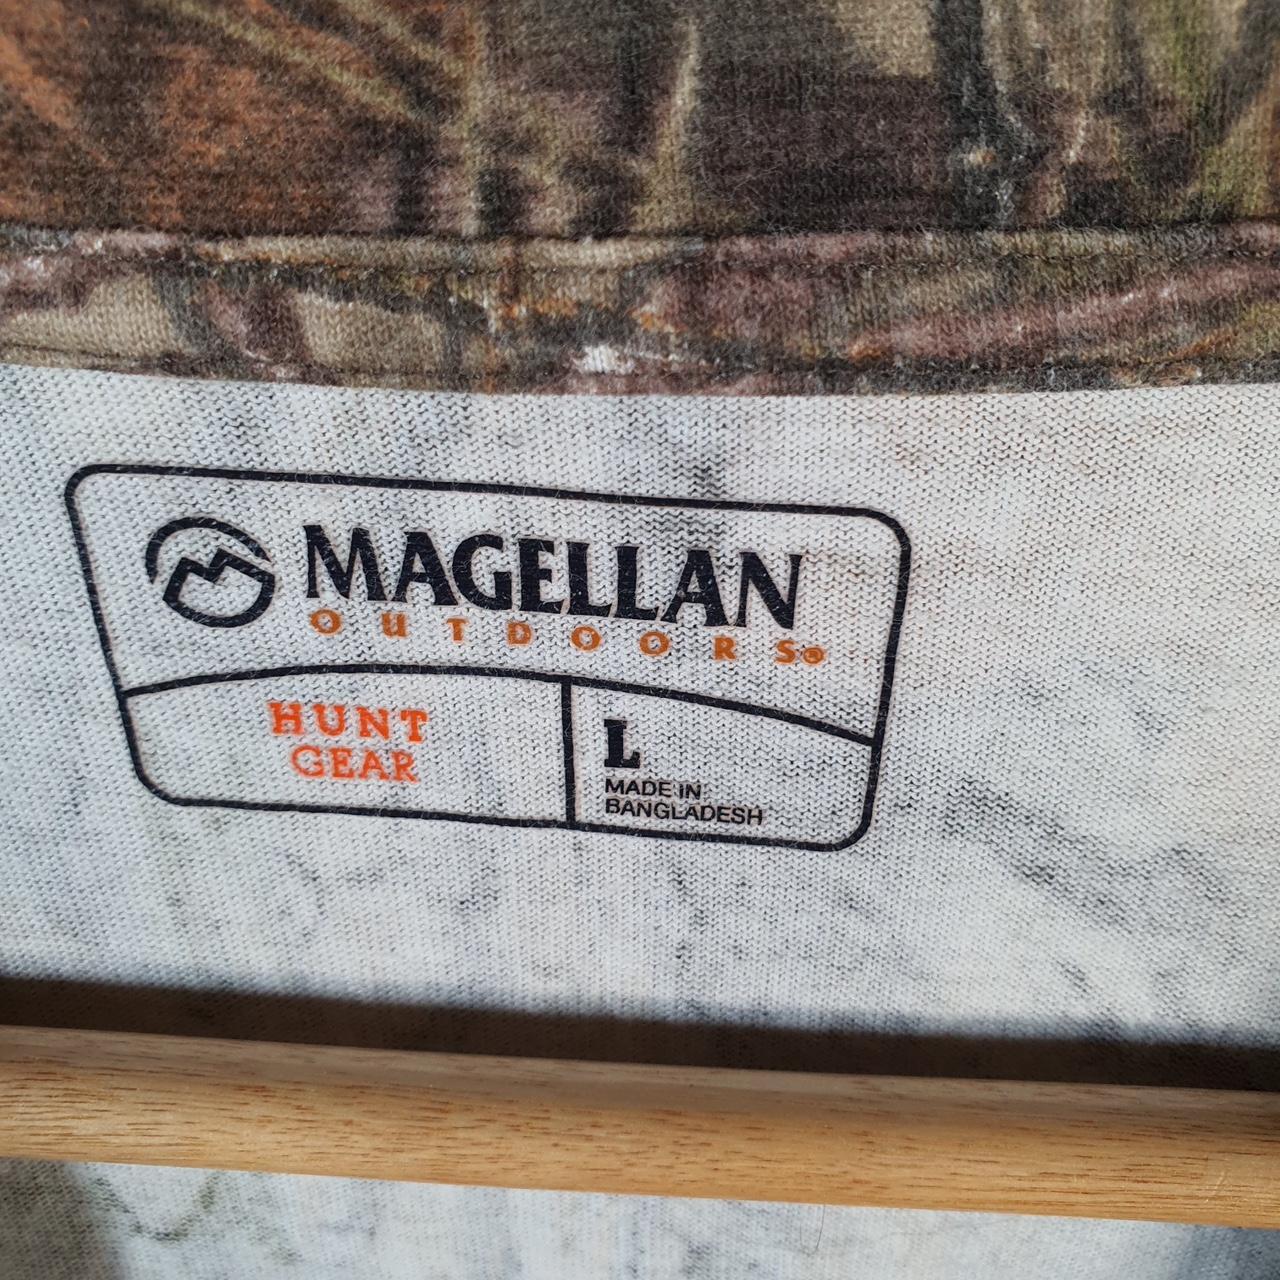 MAGELLAN
OUTDOORS®
HUNT
GEAR
L
MADE IN
BANGLADESH